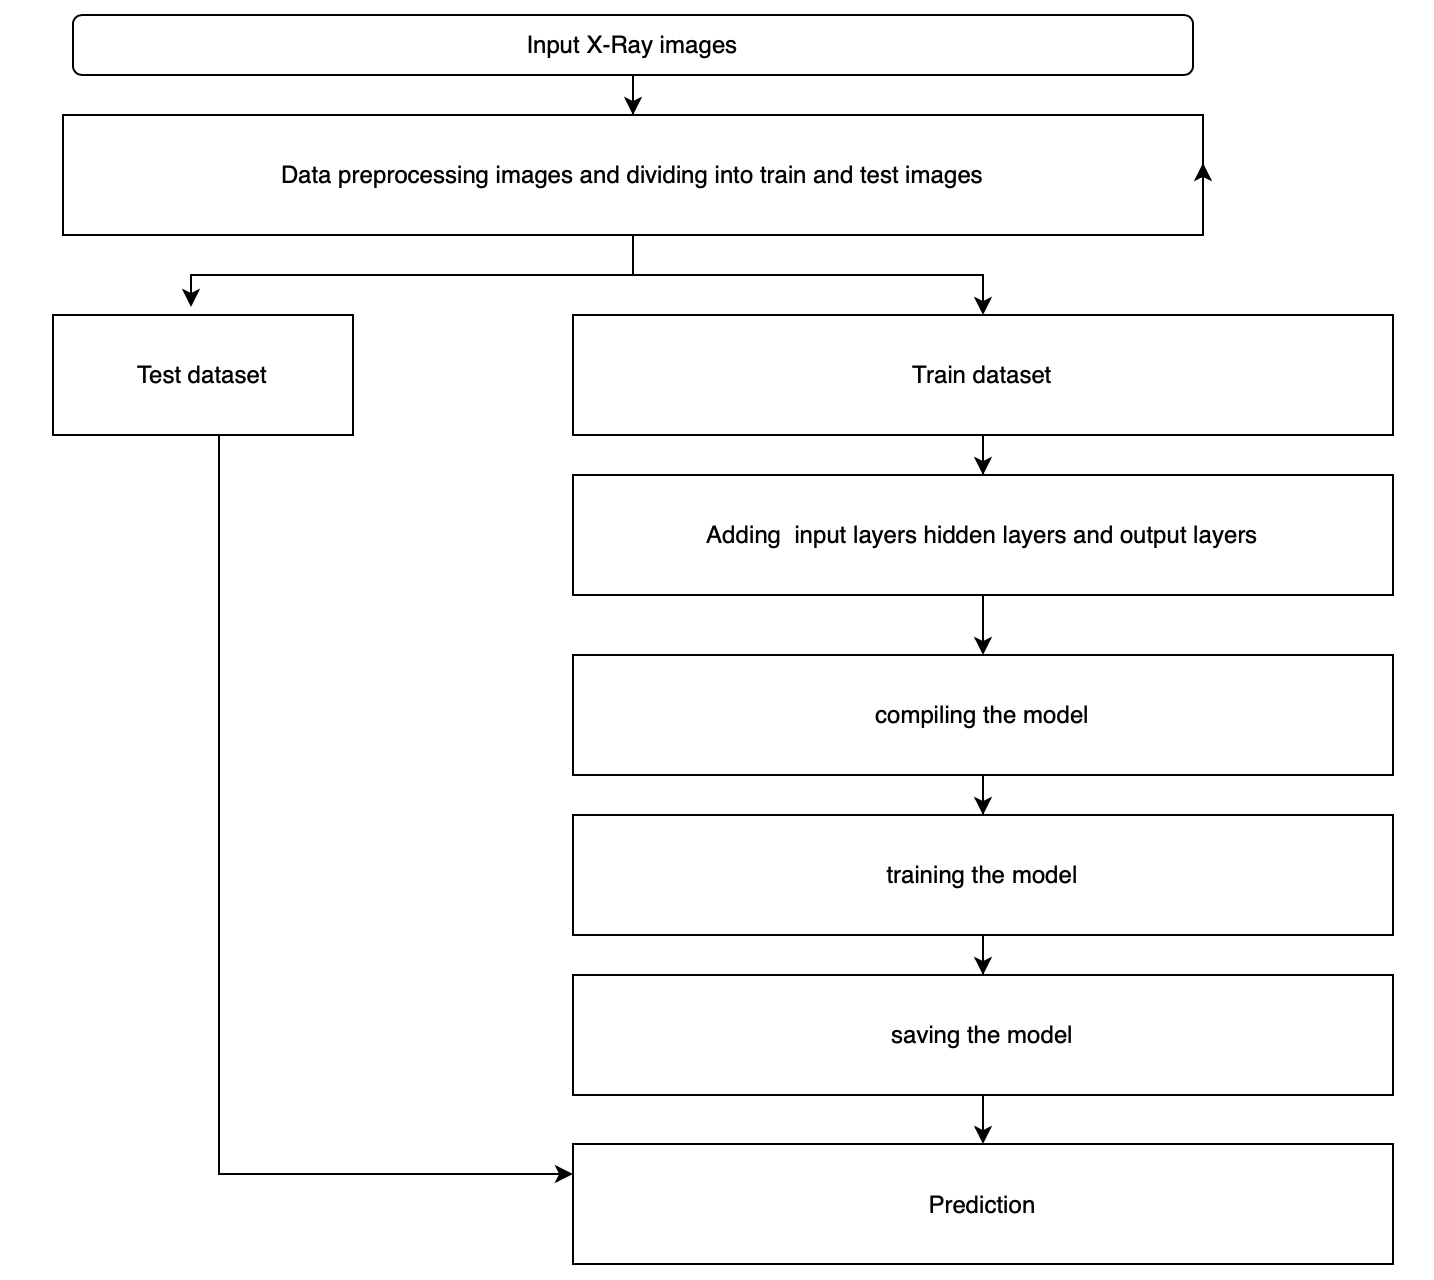 Input X-Ray images
Data preprocessing images and dividing into train and test images
Test dataset
Train dataset
Adding  input layers hidden layers and output layers
compiling the model
training the model
saving the model
Prediction